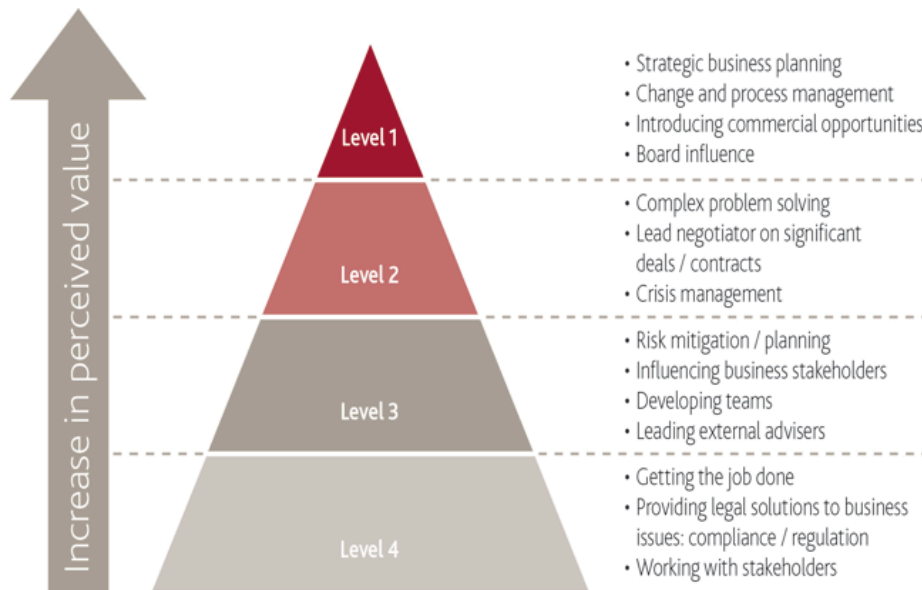 Increase in perceived value
Level 1
• Strategic business planning
• Change and process management
• Introducing commercial opportunities
• Board influence
Level 2
• Complex problem solving
• Lead negotiator on significant
deals / contracts
• Crisis management
Level 3
• Risk mitigation / planning
• Influencing business stakeholders
• Developing teams
• Leading external advisers
Level 4
• Getting the job done
• Providing legal solutions to business
issues: compliance / regulation
• Working with stakeholders